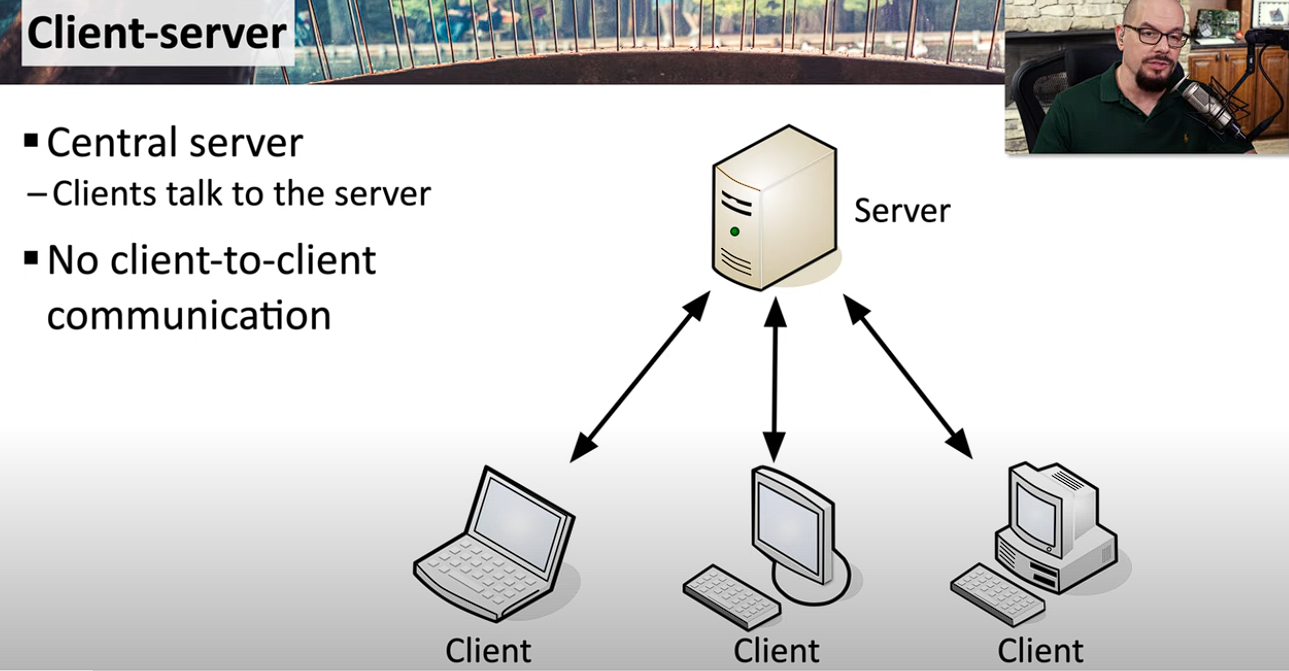 Client-server
▪ Central server
– Clients talk to the server
▪ No client-to-client
communication
Server
Client
Client
Client